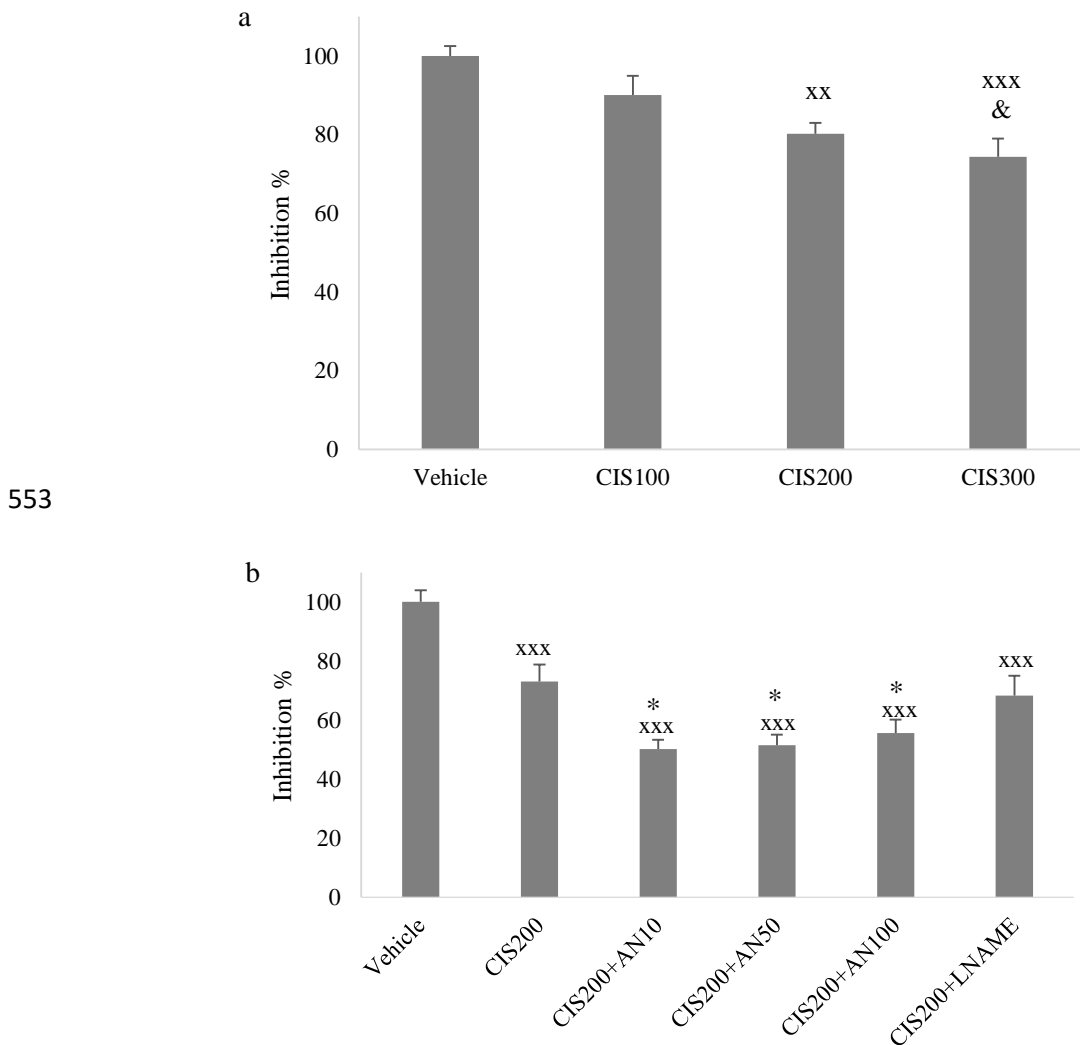 a
Inhibition %
100
80
60
40
20
0
xx
xxx
&
Vehicle CIS100 CIS200 CIS300
553
b
Inhibition %
100
80
60
40
20
0
xxx
*
xxx
*
xxx
*
xxx
xxx
Vehicle
CIS200
CIS200+AN10
CIS200+AN50
CIS200+AN100
CIS200+LNAME